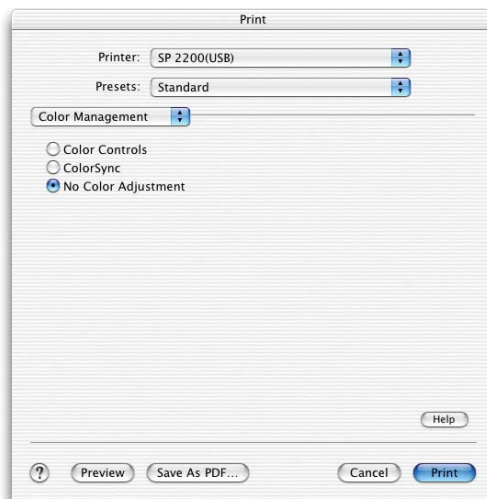 Print
Printer: SP 2200(USB)
Presets: Standard
Color Management
Color Controls
ColorSync
No Color Adjustment
Help
? Preview Save As PDF... Cancel Print